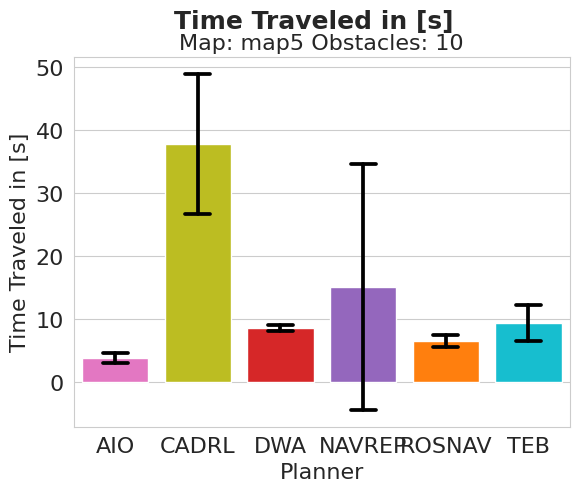 Time Traveled in [s]
Map: map5 Obstacles: 10
Time Traveled in [s]
50
40
30
20
10
0
AIO CADRL DWA NAVREP ROSNAV TEB
Planner